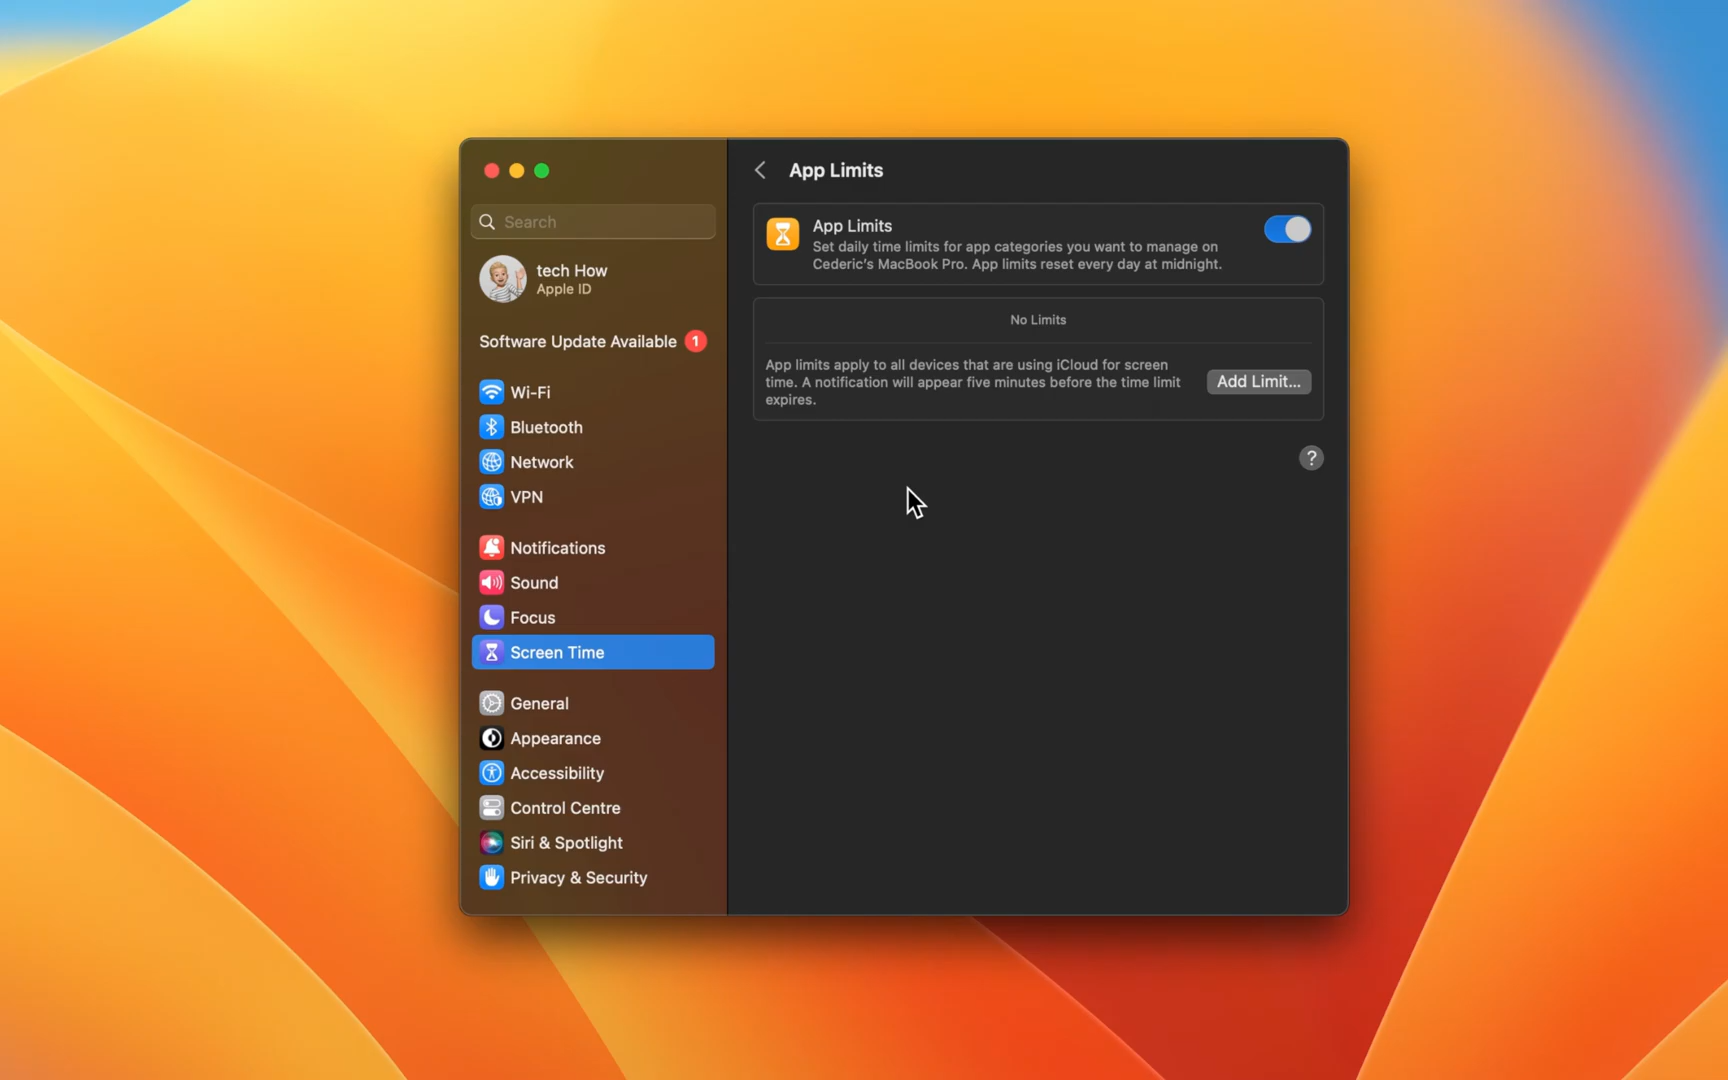 App Limits
Search
tech How
Apple ID
Software Update Available 1
Wi-Fi
Bluetooth
Network
VPN
Notifications
Sound
Focus
Screen Time
General
Appearance
Accessibility
Control Centre
Siri & Spotlight
Privacy & Security
App Limits
Set daily time limits for app categories you want to manage on
Cederic's MacBook Pro. App limits reset every day at midnight.
No Limits
App limits apply to all devices that are using iCloud for screen
time. A notification will appear five minutes before the time limit
expires.
Add Limit...
?